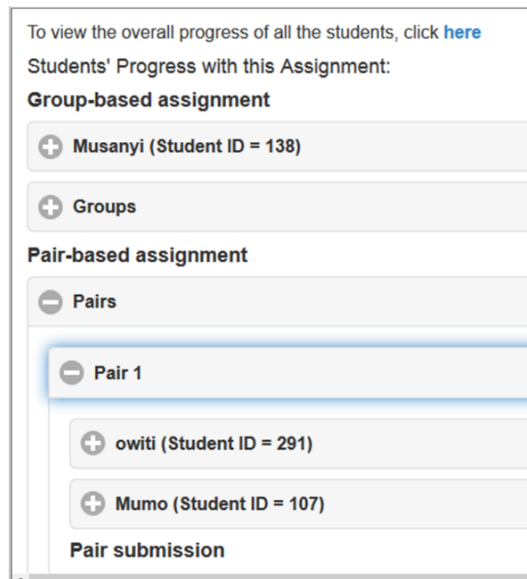 To view the overall progress of all the students, click here
Students' Progress with this Assignment:
Group-based assignment
Musanyi (Student ID = 138)
Groups
Pair-based assignment
Pairs
Pair 1
owiti (Student ID = 291)
Mumo (Student ID = 107)
Pair submission